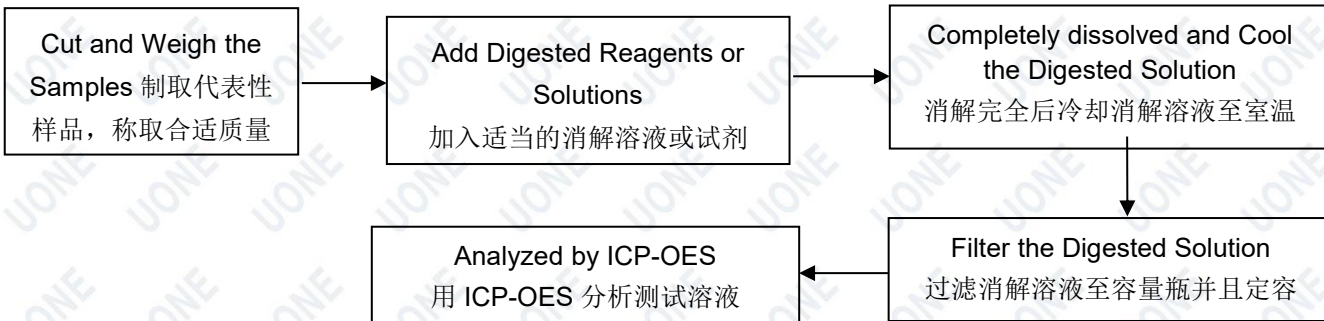 Cut and Weigh the
Samples 制取代表性
样品，称取合适质量
Add Digested Reagents or
Solutions
加入适当的消解溶液或试剂
Completely dissolved and Cool
the Digested Solution
消解完全后冷却消解溶液至室温
Filter the Digested Solution
过滤消解溶液至容量瓶并且定容
Analyzed by ICP-OES
用 ICP-OES 分析测试溶液